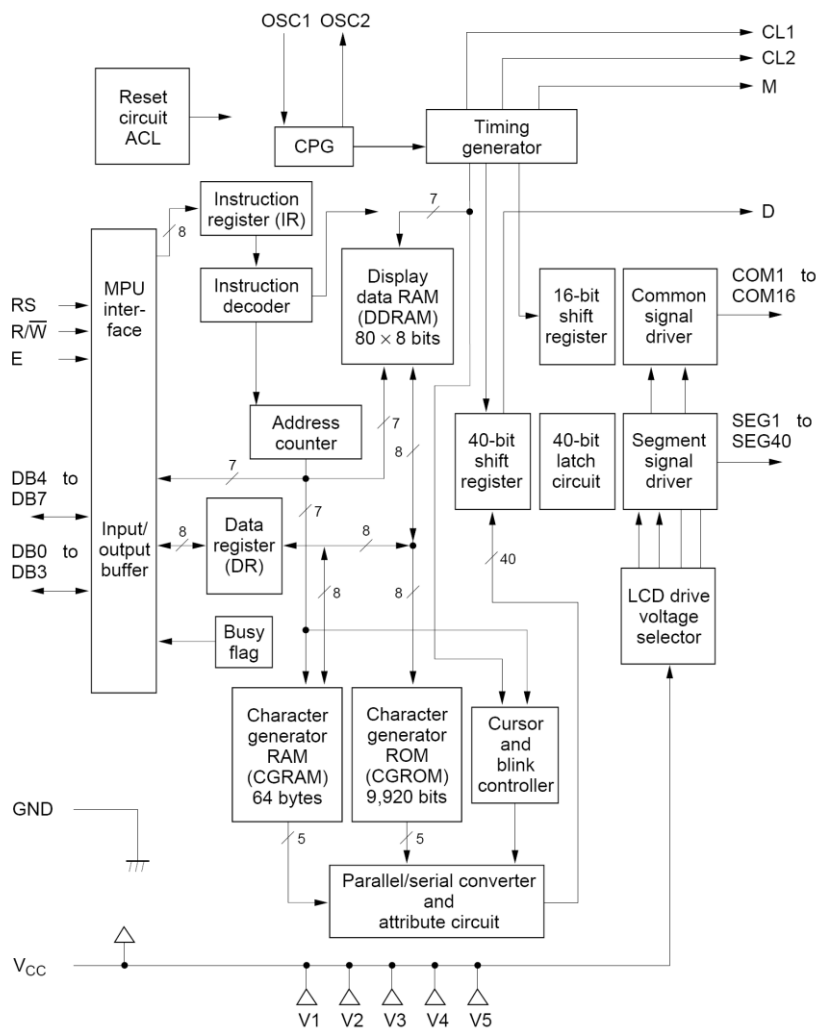 OSC1 OSC2
CL1
CL2
M
Reset
circuit
ACL
CPG
Timing
generator
7
D
8
Instruction
register (IR)
MPU
inter-
face
Instruction
decoder
Display
data RAM
(DDRAM)
80 × 8 bits
16-bit
shift
register
Common
signal
driver
COM1 to
COM16
RS
R/W̅
E
Address
counter
7
8
40-bit
shift
register
40-bit
latch
circuit
Segment
signal
driver
SEG1 to
SEG40
7
7
DB4 to
DB7
DB0 to
DB3
Input/
output
buffer
8
Data
register
(DR)
8
8
8
40
LCD drive
voltage
selector
Busy
flag
Character
generator
RAM
(CGRAM)
64 bytes
Character
generator
ROM
(CGROM)
9,920 bits
Cursor
and
blink
controller
GND
5
5
Parallel/serial converter
and
attribute circuit
VCC
V1 V2 V3 V4 V5